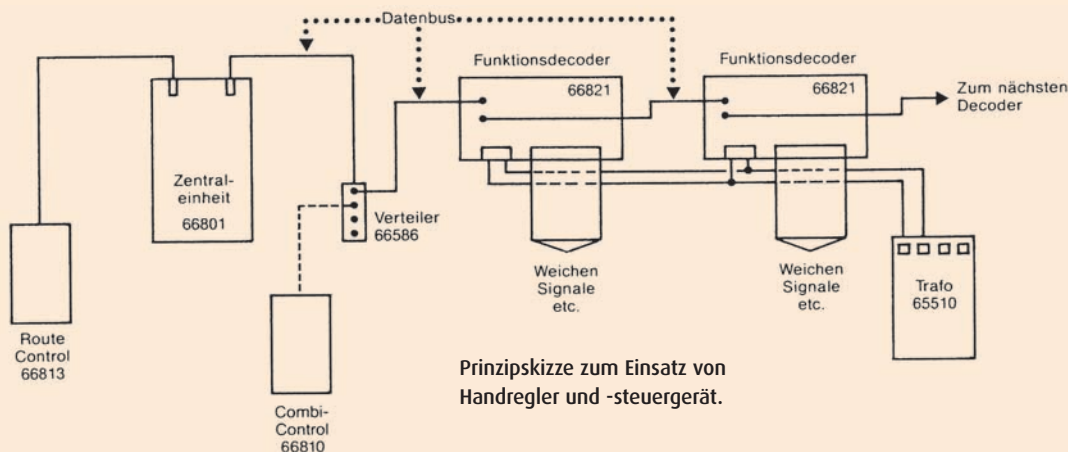 Datenbus
Funktionsdecoder
66821
Funktionsdecoder
66821
Zum nächsten
Decoder
Zentral-
einheit
66801
Verteiler
66586
Weichen
Signale
etc.
Weichen
Signale
etc.
Trafo
65510
Route
Control
66813
Combi-
Control
66810
Prinzipskizze zum Einsatz von
Handregler und -steuergerät.